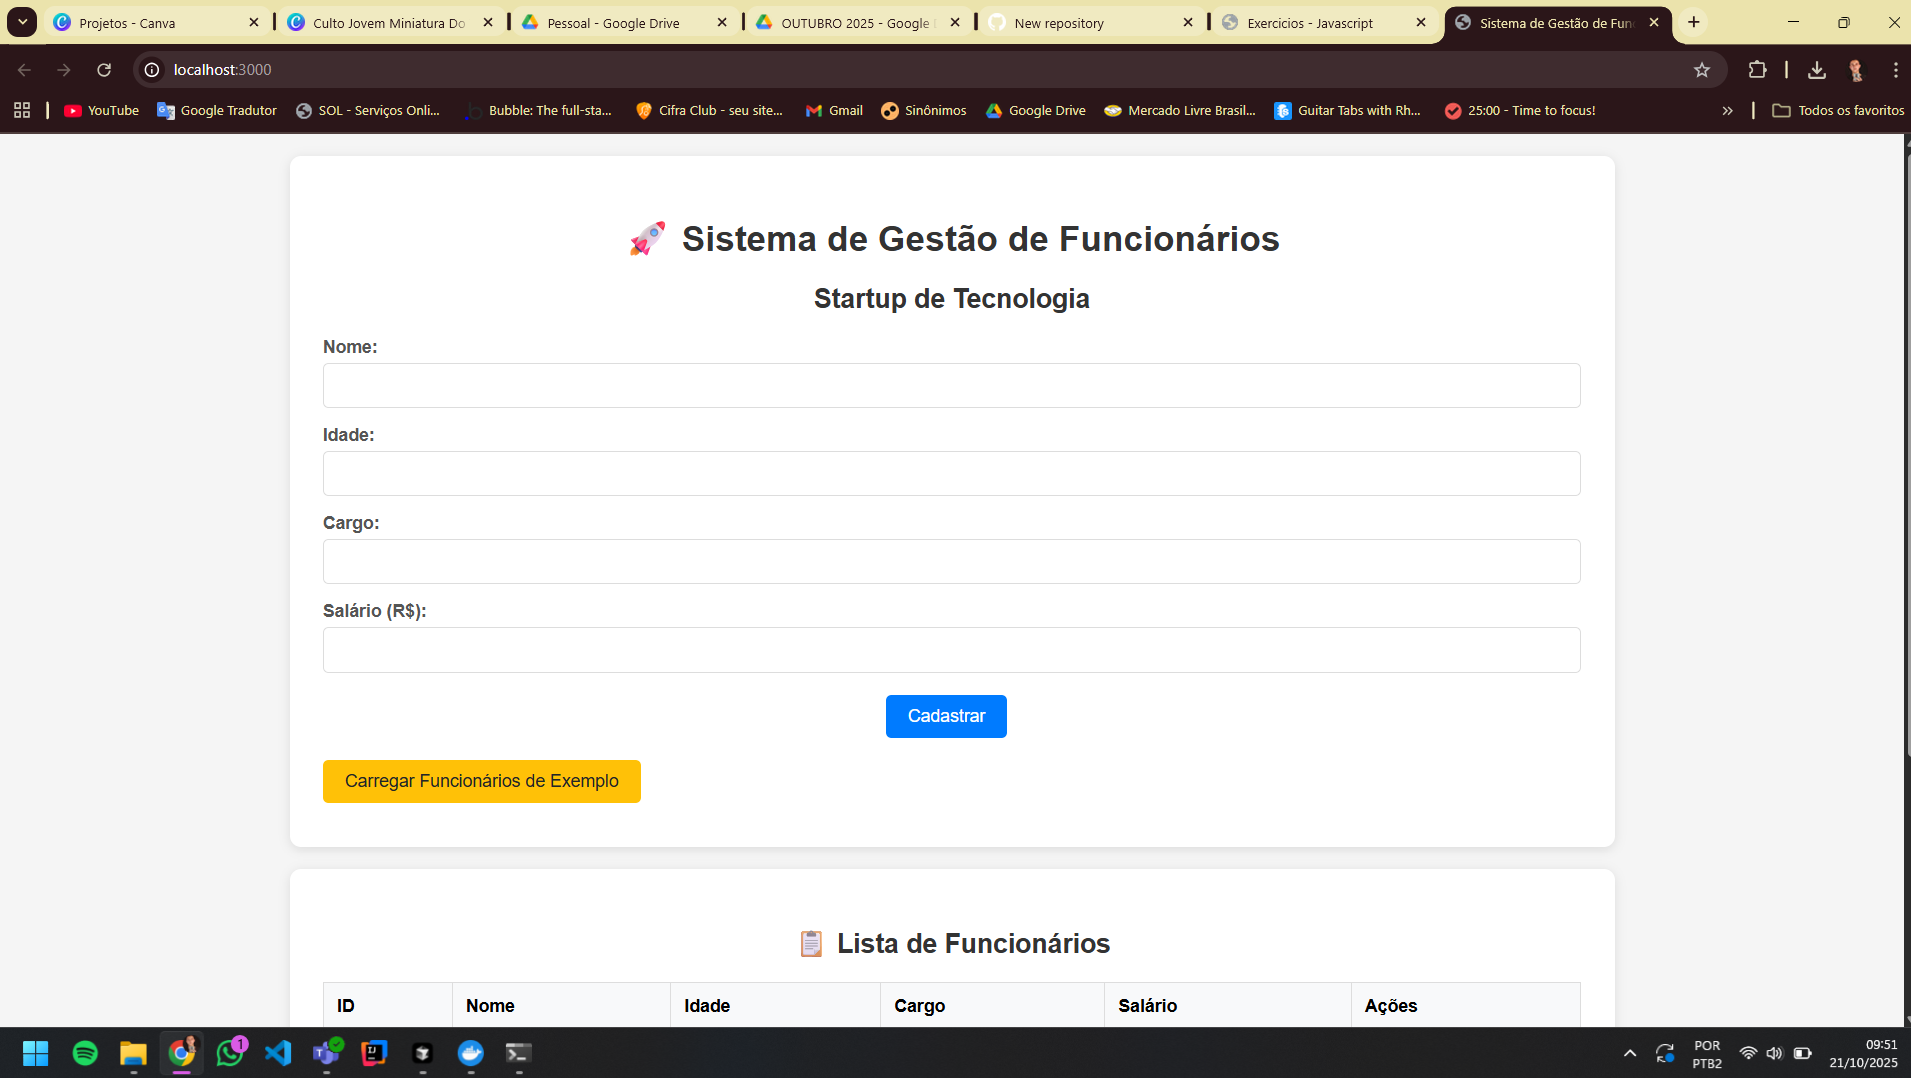 Projetos - Canva
Culto Jovem Miniatura Do
Pessoal - Google Drive
OUTUBRO 2025 - Google
New repository
Exercicios - Javascript
Sistema de Gestão de Fun
localhost:3000
YouTube
Google Tradutor
SOL - Serviços Onli...
Bubble: The full-sta...
Cifra Club - seu site...
Gmail
Sinônimos
Google Drive
Mercado Livre Brasil...
Guitar Tabs with Rh...
25:00 - Time to focus!
»
Todos os favoritos
Sistema de Gestão de Funcionários
Startup de Tecnologia
Nome:
Idade:
Cargo:
Salário (R$):
Cadastrar
Carregar Funcionários de Exemplo
Lista de Funcionários
ID Nome Idade Cargo Salário Ações
1
POR
PTB2
09:51
21/10/2025